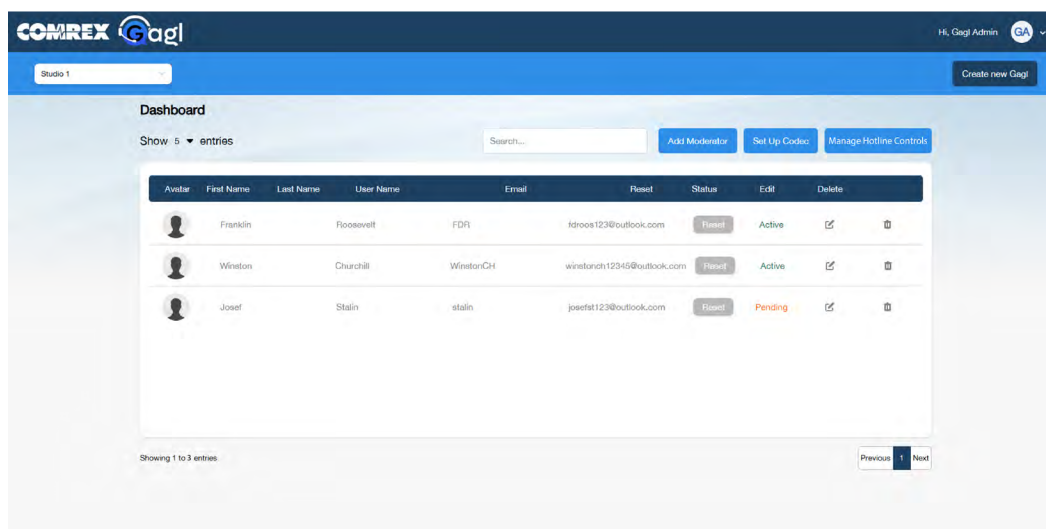 COMREX Gagl
Hi, Gagl Admin GA
Studio 1
Create new Gagl
Dashboard
Show 5 entries
Search...
Add Moderator
Set Up Codec
Manage Hotline Controls
Avatar First Name Last Name User Name Email Reset Status Edit Delete
Franklin Roosevelt FDR fdroos123@outlook.com Reset Active
Winston Churchill WinstonCH winstonch12345@outlook.com Reset Active
Josef Stalin stalin josefst123@outlook.com Reset Pending
Showing 1 to 3 entries
Previous 1 Next